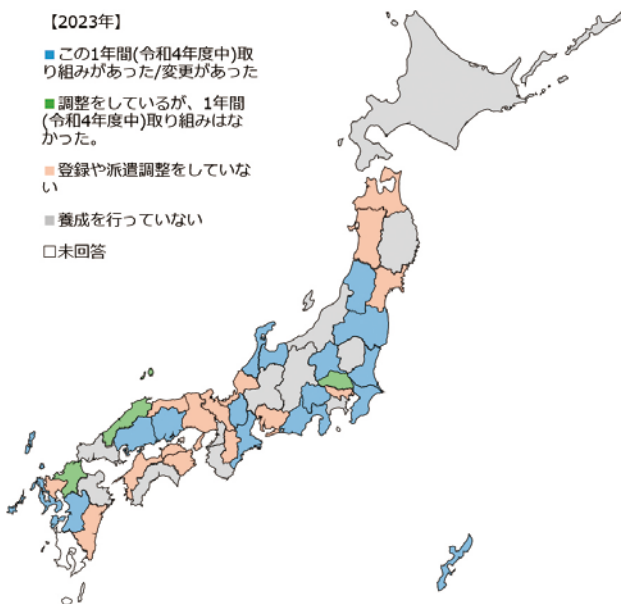 【2023年】
■この1年間(令和4年度中)取
り組みがあった/変更があった
■調整をしているが、1年間
(令和4年度中)取り組みはな
かった。
■登録や派遣調整をしていな
い
■養成を行っていない
□未回答